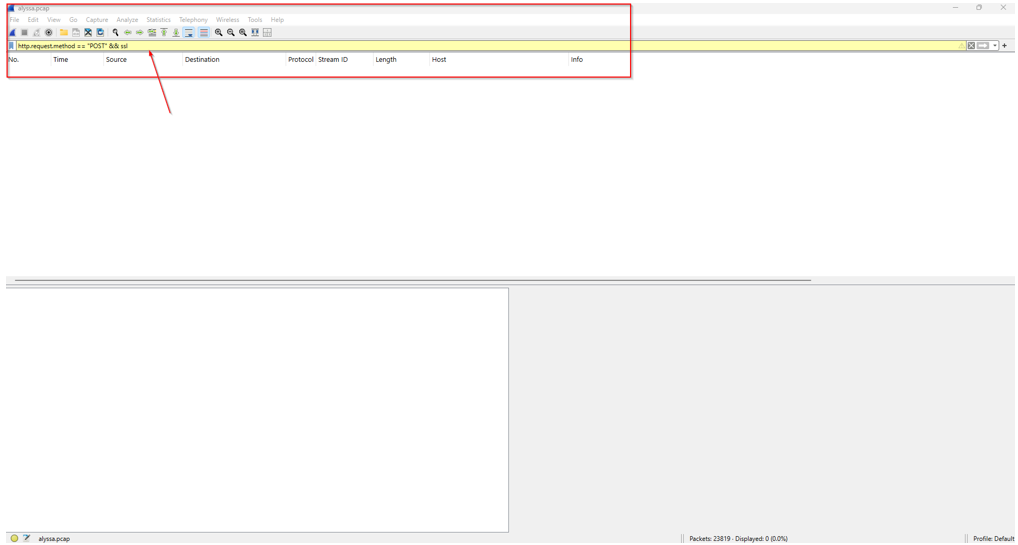 alyssa.pcap
File Edit View Go Capture Analyze Statistics Telephony Wireless Tools Help
http.request.method == "POST" && ssl
No. Time Source Destination Protocol Stream ID Length Host Info
alyssa.pcap Packets: 23819 · Displayed: 0 (0.0%) Profile: Default